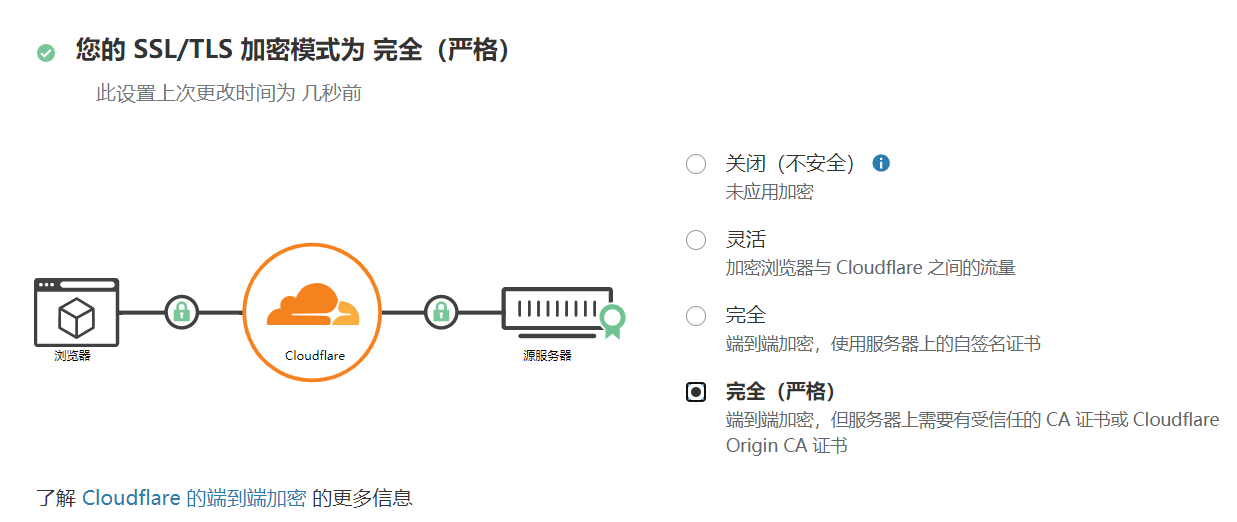 您的 SSL/TLS 加密模式为 完全（严格）
此设置上次更改时间为 几秒前
浏览器
Cloudflare
源服务器
关闭（不安全）
未应用加密
灵活
加密浏览器与 Cloudflare 之间的流量
完全
端到端加密，使用服务器上的自签名证书
完全（严格）
端到端加密，但服务器上需要有受信任的 CA 证书或 Cloudflare
Origin CA 证书
了解 Cloudflare 的端到端加密 的更多信息